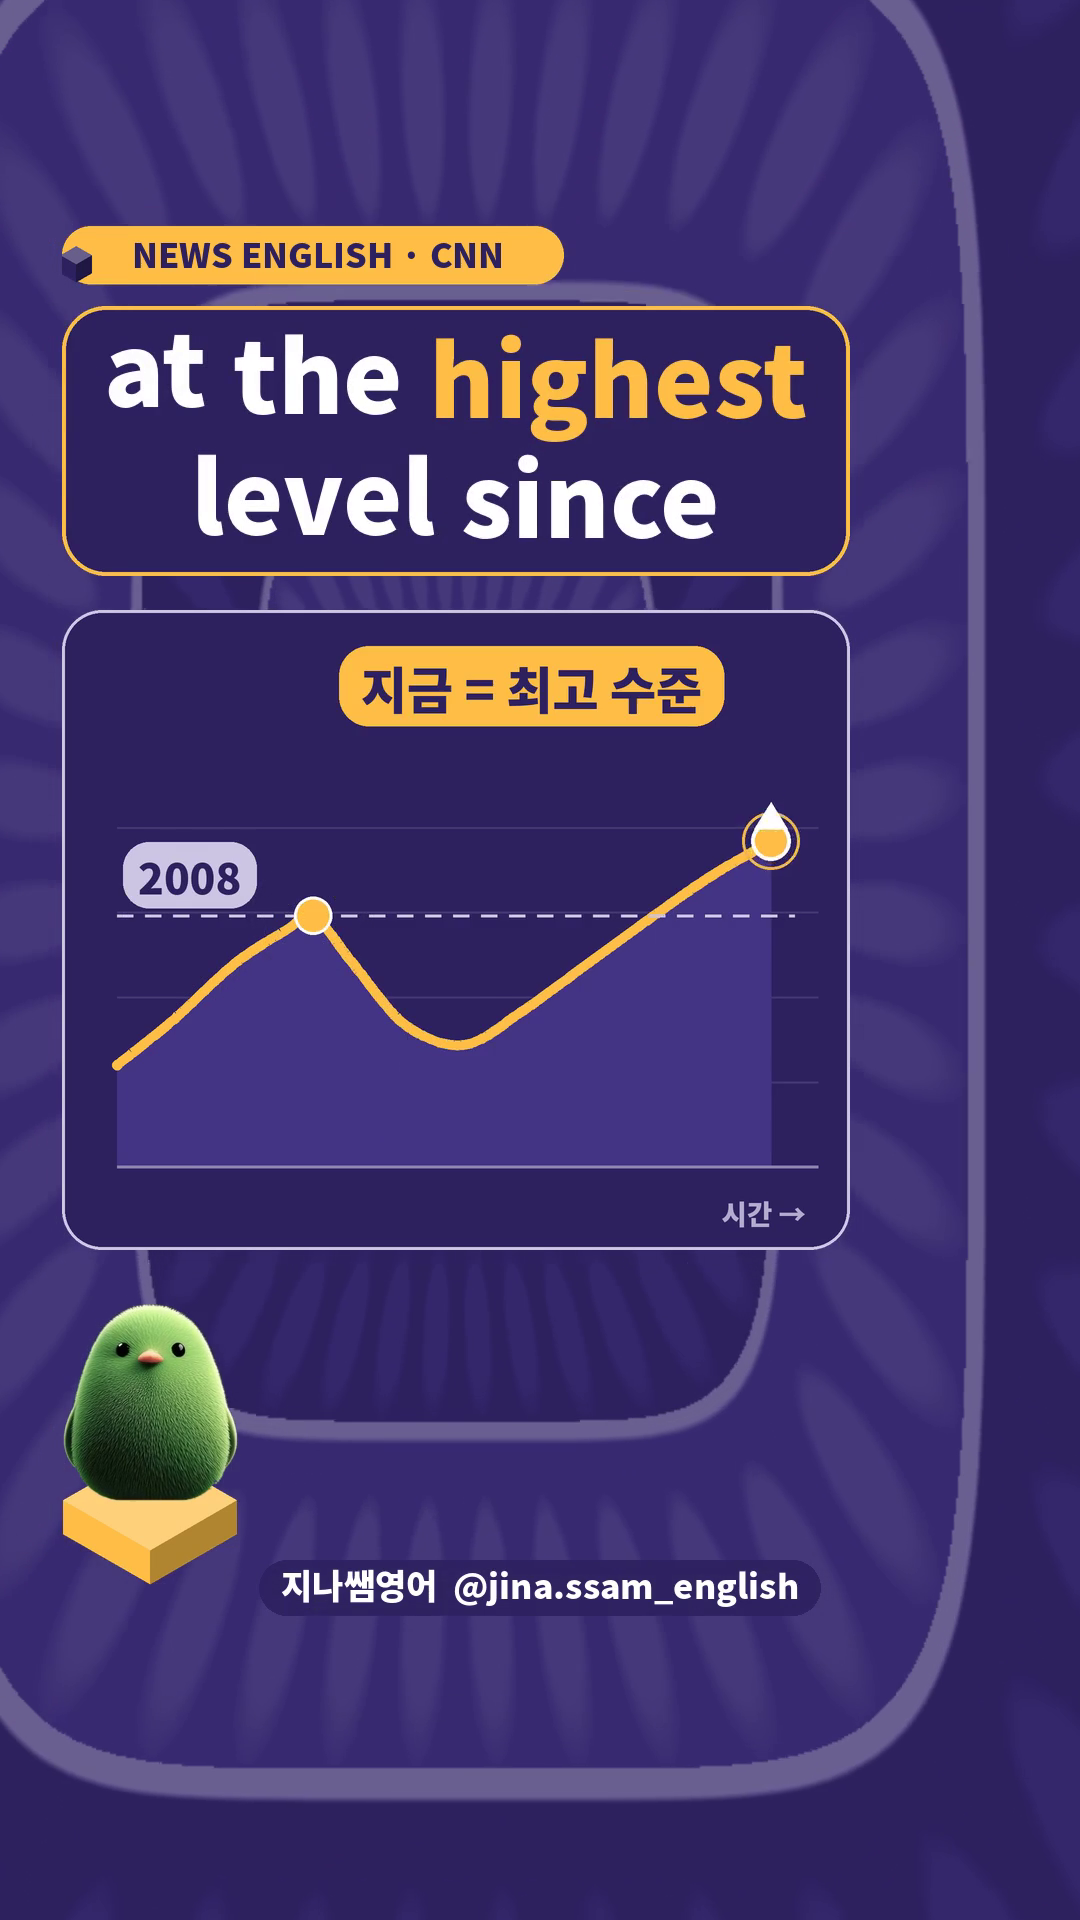 NEWS ENGLISH · CNN
at the highest
level since
지금 = 최고 수준
2008
시간 →
지나쌤영어 @jina.ssam_english